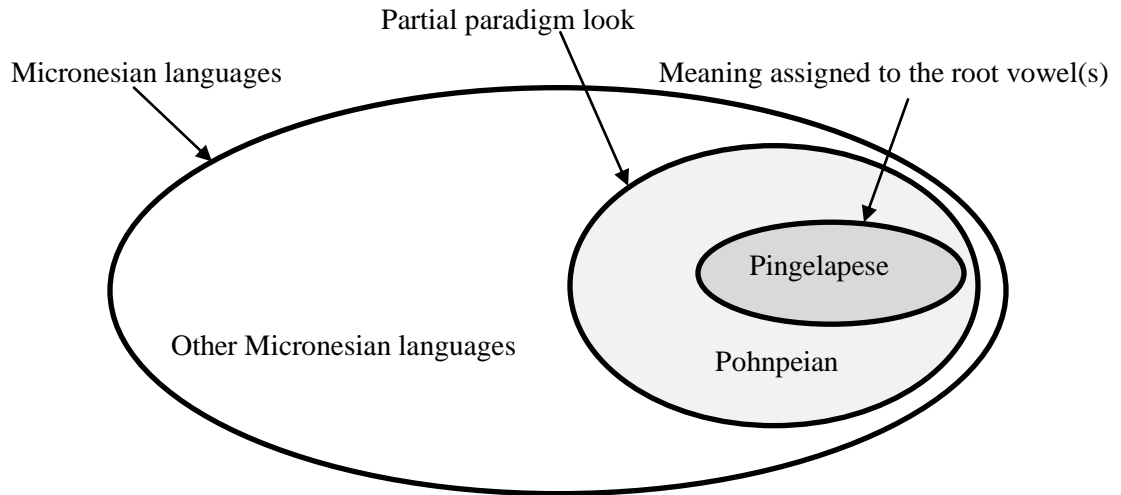 Partial paradigm look
Micronesian languages
Meaning assigned to the root vowel(s)
Pingelapese
Other Micronesian languages
Pohnpeian